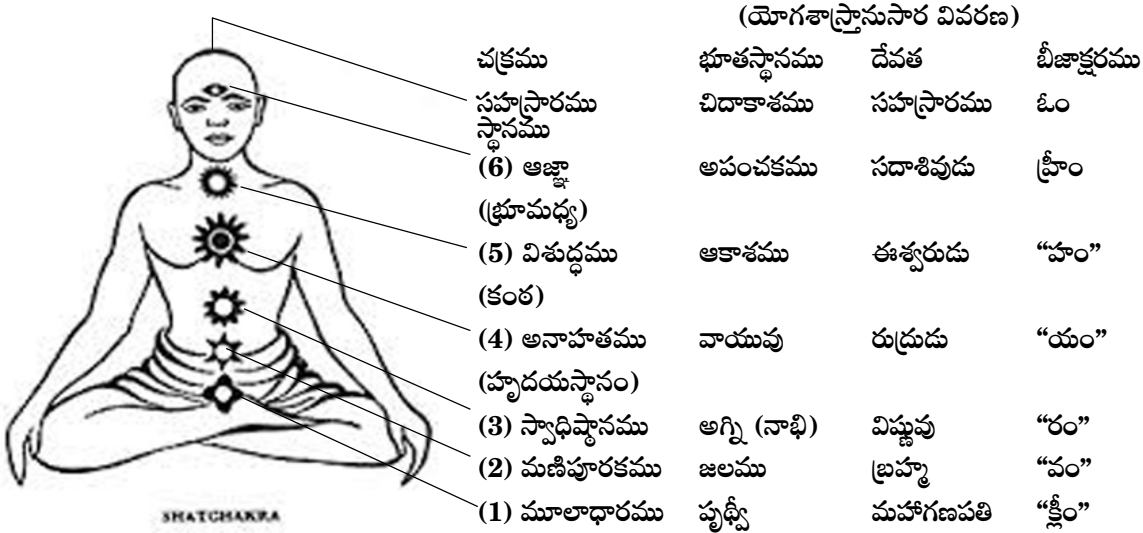 (యోగశాస్త్రానుసార వివరణ)
చక్రము భూతస్థానము దేవత బీజాక్షరము
సహస్రారము చిదాకాశము సహస్రారము ఓం
స్థానము
(6) ఆజ్ఞా అపంచకము సదాశివుడు హ్రీం
(భ్రూమధ్య)
(5) విశుద్ధము ఆకాశము ఈశ్వరుడు “హం”
(కంఠ)
(4) అనాహతము వాయువు రుద్రుడు “యం”
(హృదయస్థానం)
(3) స్వాధిష్ఠానము అగ్ని (నాభి) విష్ణువు “రం”
(2) మణిపూరకము జలము బ్రహ్మ “వం”
(1) మూలాధారము పృథ్వీ మహాగణపతి “క్లీం”
SHATCHAKRA